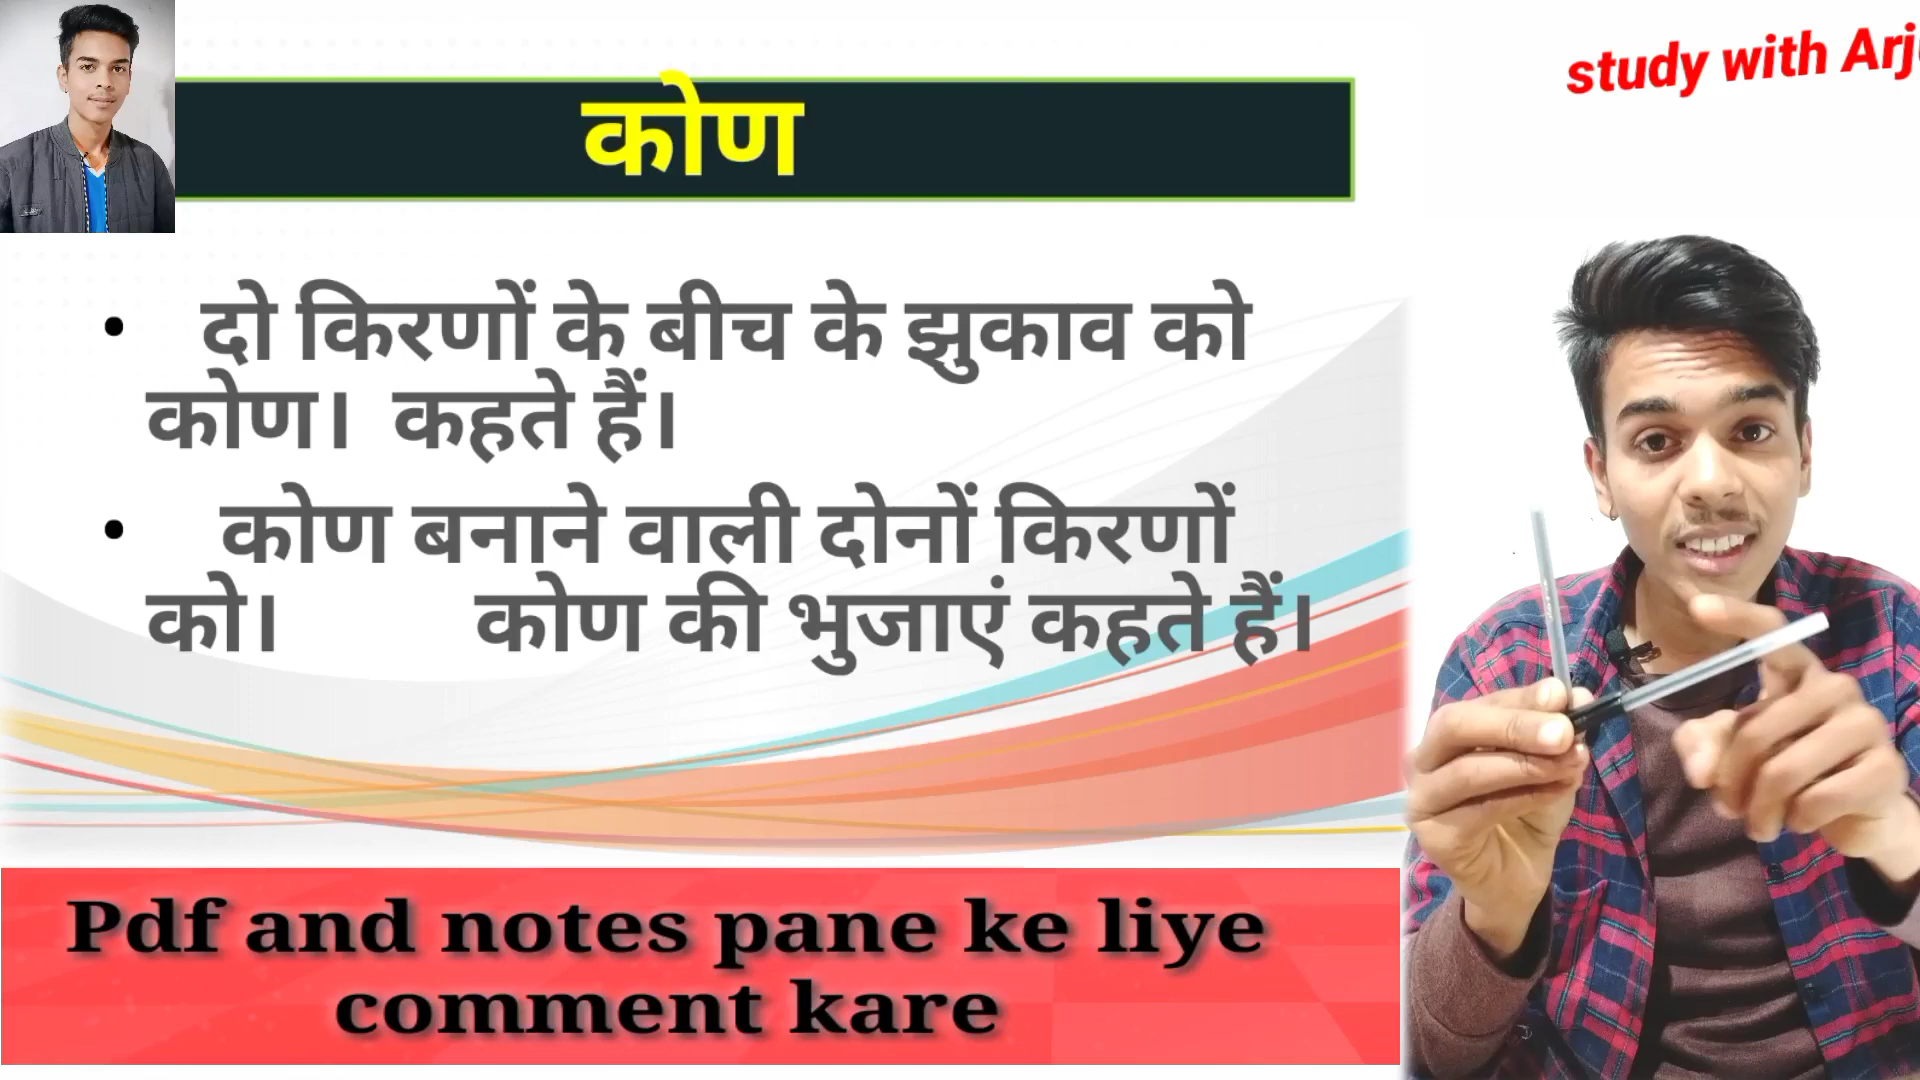 कोण
study with Arj
• दो किरणों के बीच के झुकाव को
कोण। कहते हैं।
• कोण बनाने वाली दोनों किरणों
को। कोण की भुजाएं कहते हैं।
Pdf and notes pane ke liye
comment kare